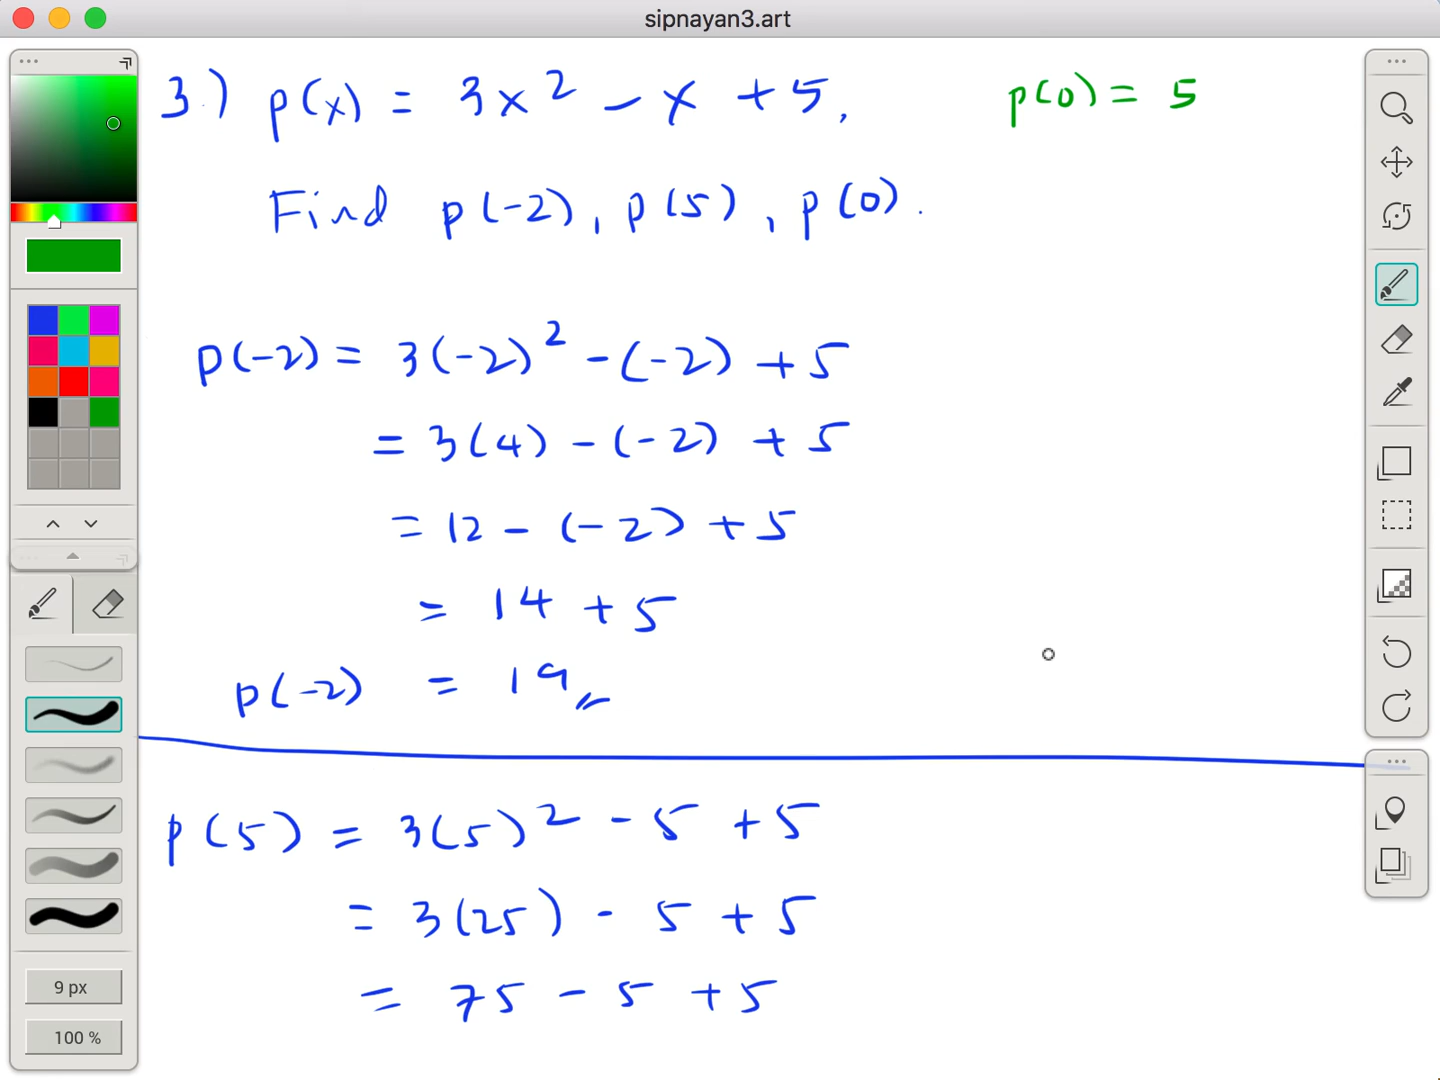 sipnayan3.art
3.) p(x) = 3x² - x + 5, p(0) = 5
Find p(-2), p(5), p(0).
p(-2) = 3(-2)² - (-2) + 5
= 3(4) - (-2) + 5
= 12 - (-2) + 5
= 14 + 5
p(-2) = 19
p(5) = 3(5)² - 5 + 5
= 3(25) - 5 + 5
= 75 - 5 + 5
9 px
100 %